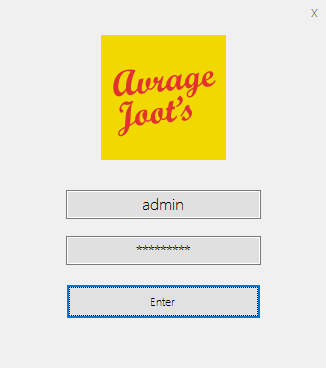 X
Avrage
Joot's
admin
*********
Enter